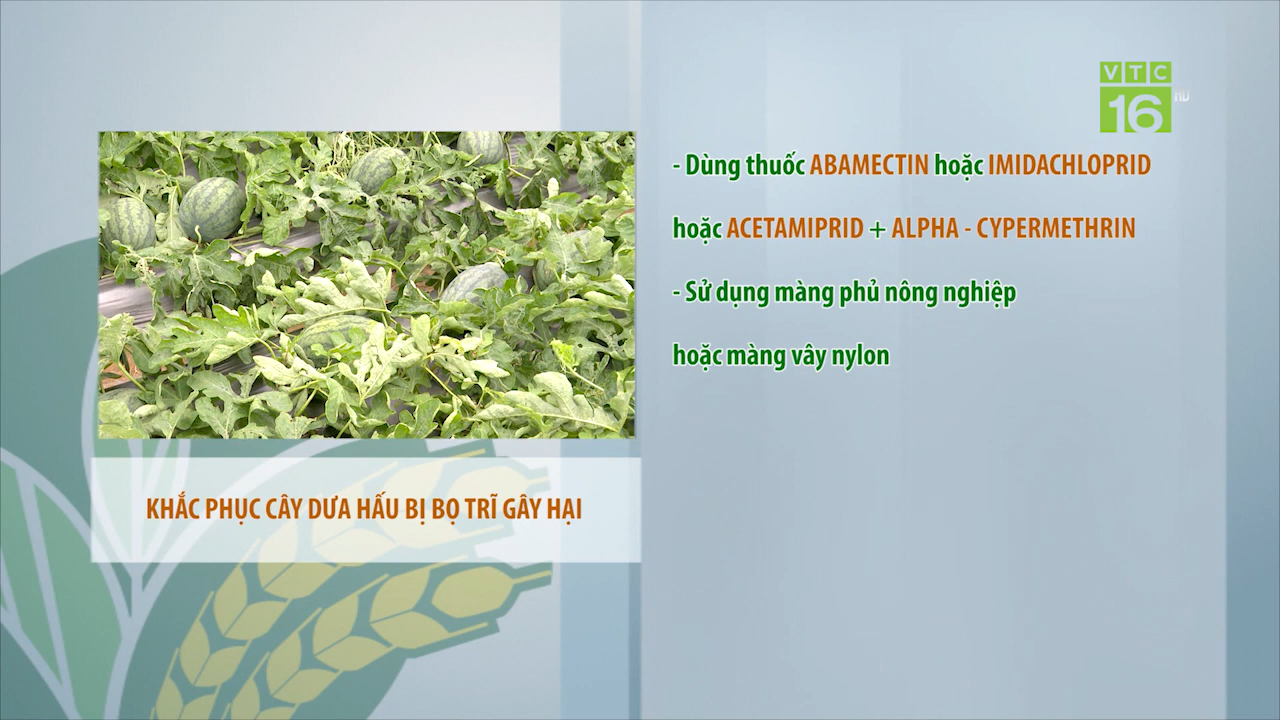 VTC
16 HD
- Dùng thuốc ABAMECTIN hoặc IMIDACHLOPRID
hoặc ACETAMIPRID + ALPHA - CYPERMETHRIN
- Sử dụng màng phủ nông nghiệp
hoặc màng vây nylon
KHẮC PHỤC CÂY DƯA HẤU BỊ BỌ TRĨ GÂY HẠI